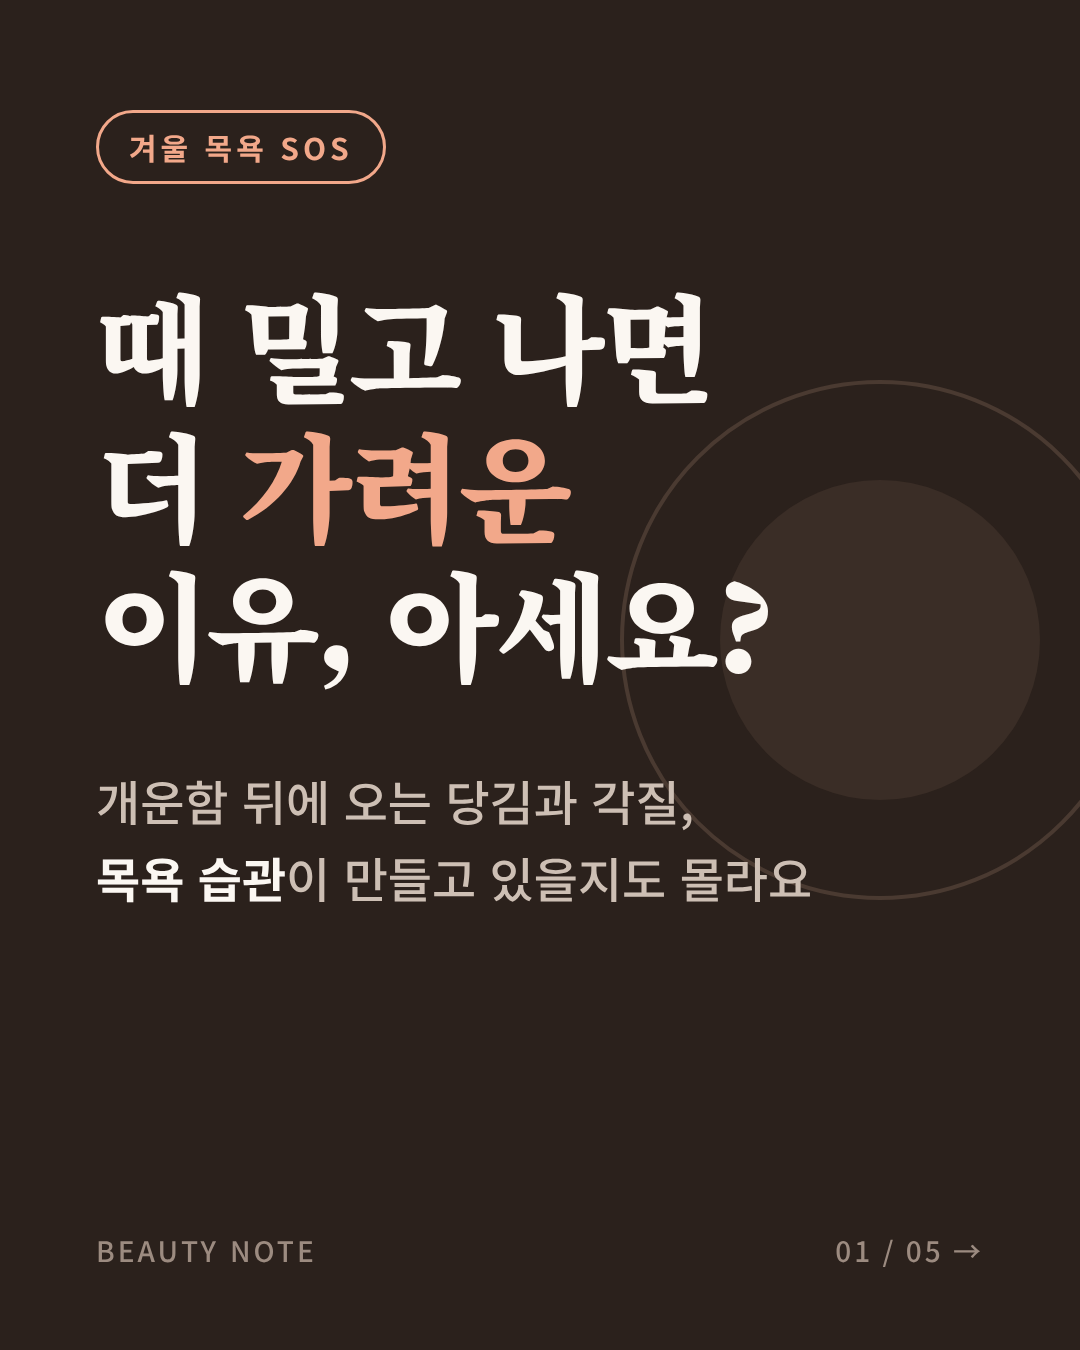 겨울 목욕 SOS
때 밀고 나면
더 가려운
이유, 아세요?
개운함 뒤에 오는 당김과 각질,
목욕 습관이 만들고 있을지도 몰라요
BEAUTY NOTE
01 / 05 →